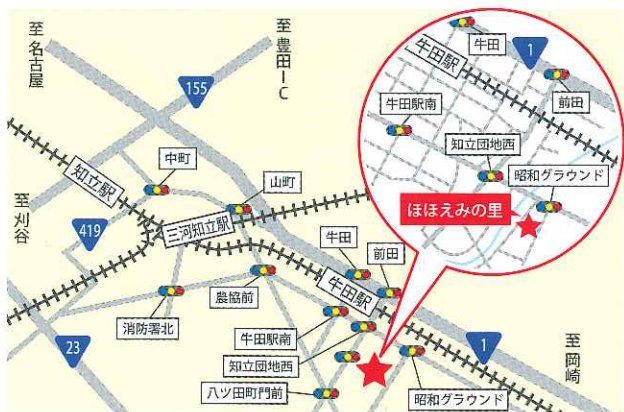 至名古屋
至豊田IC
155
1
牛田
牛田駅
前田
牛田駅南
知立団地西
昭和グラウンド
ほほえみの里
知立駅
中町
山町
至刈谷
三河知立駅
419
牛田
前田
農協前
牛田駅
消防署北
牛田駅南
23
知立団地西
1
至岡崎
八ツ田町門前
昭和グラウンド